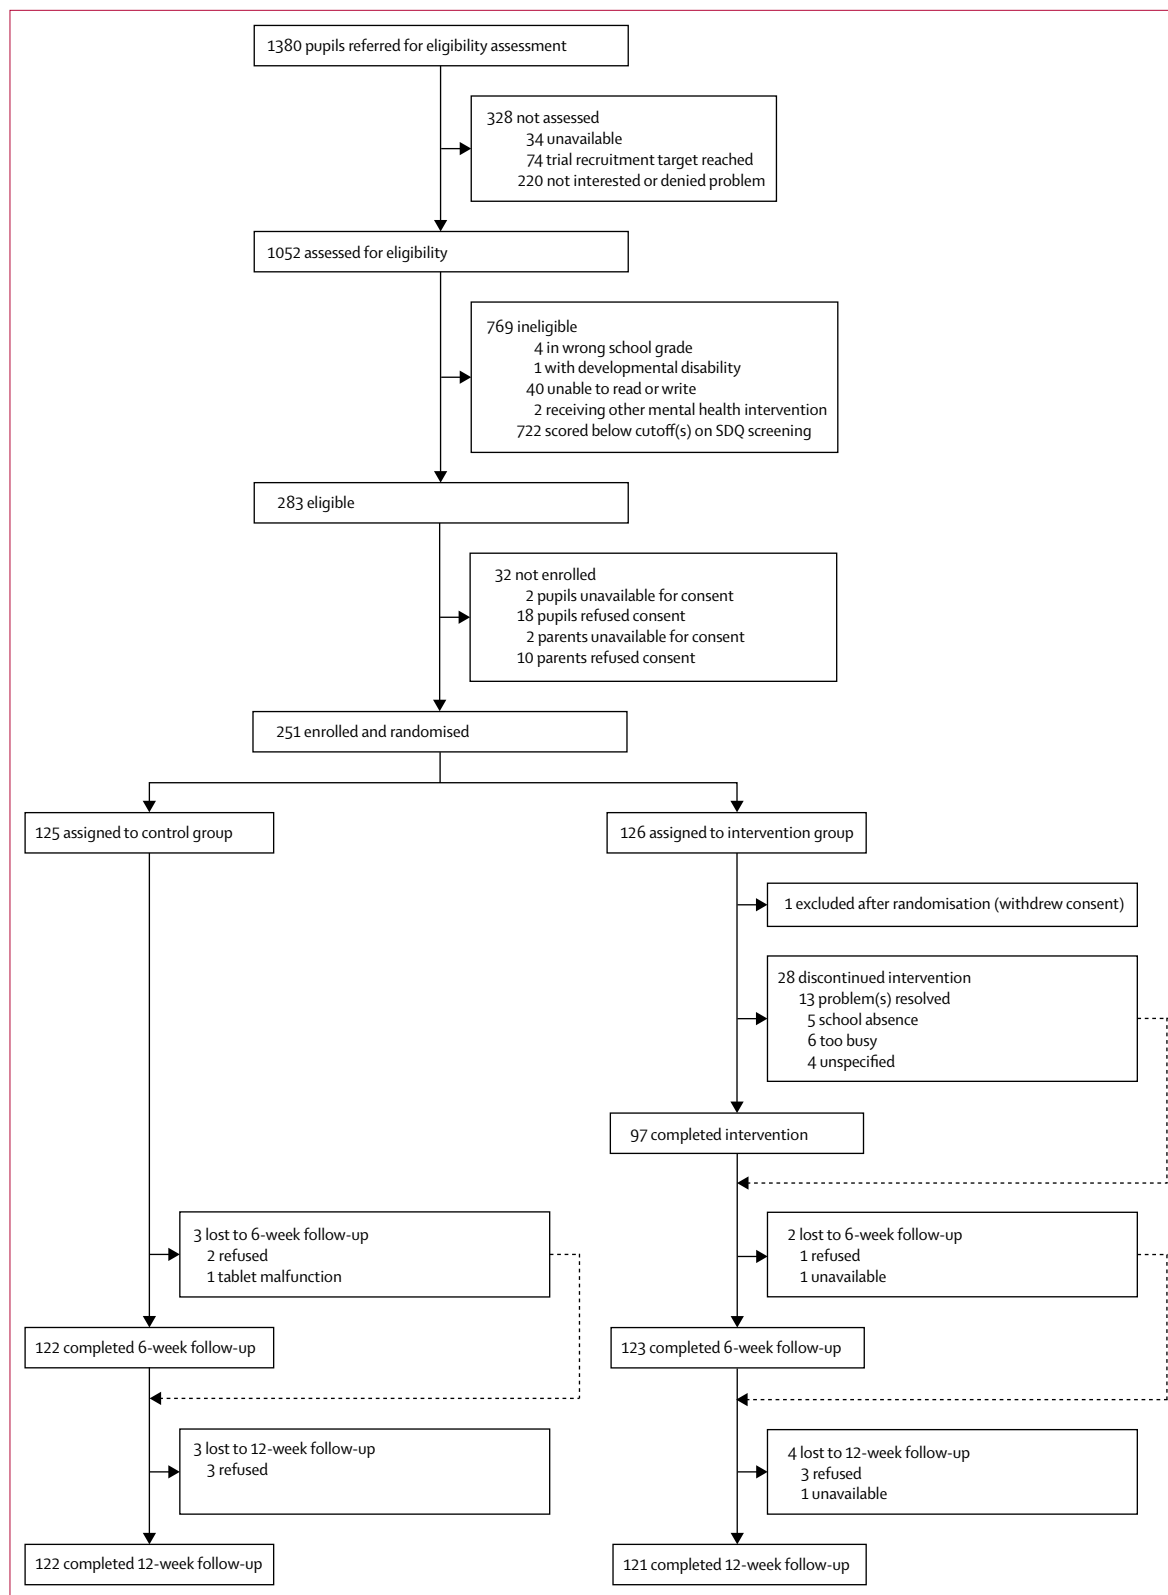 1380 pupils referred for eligibility assessment
328 not assessed
34 unavailable
74 trial recruitment target reached
220 not interested or denied problem
1052 assessed for eligibility
769 ineligible
4 in wrong school grade
1 with developmental disability
40 unable to read or write
2 receiving other mental health intervention
722 scored below cutoff(s) on SDQ screening
283 eligible
32 not enrolled
2 pupils unavailable for consent
18 pupils refused consent
2 parents unavailable for consent
10 parents refused consent
251 enrolled and randomised
125 assigned to control group
126 assigned to intervention group
1 excluded after randomisation (withdrew consent)
28 discontinued intervention
13 problem(s) resolved
5 school absence
6 too busy
4 unspecified
97 completed intervention
3 lost to 6-week follow-up
2 refused
1 tablet malfunction
2 lost to 6-week follow-up
1 refused
1 unavailable
122 completed 6-week follow-up
123 completed 6-week follow-up
3 lost to 12-week follow-up
3 refused
4 lost to 12-week follow-up
3 refused
1 unavailable
122 completed 12-week follow-up
121 completed 12-week follow-up